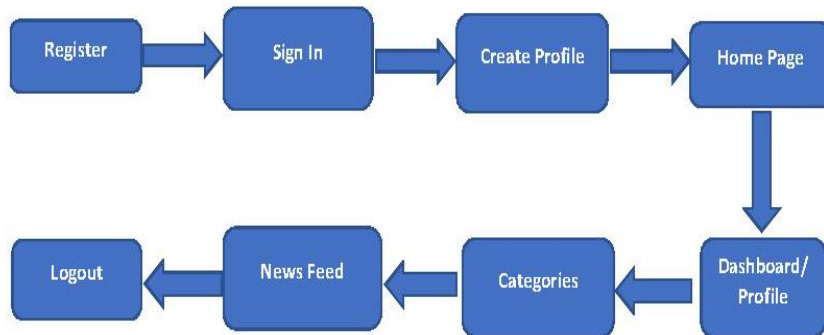 Register
Sign In
Create Profile
Home Page
Dashboard/
Profile
Categories
News Feed
Logout